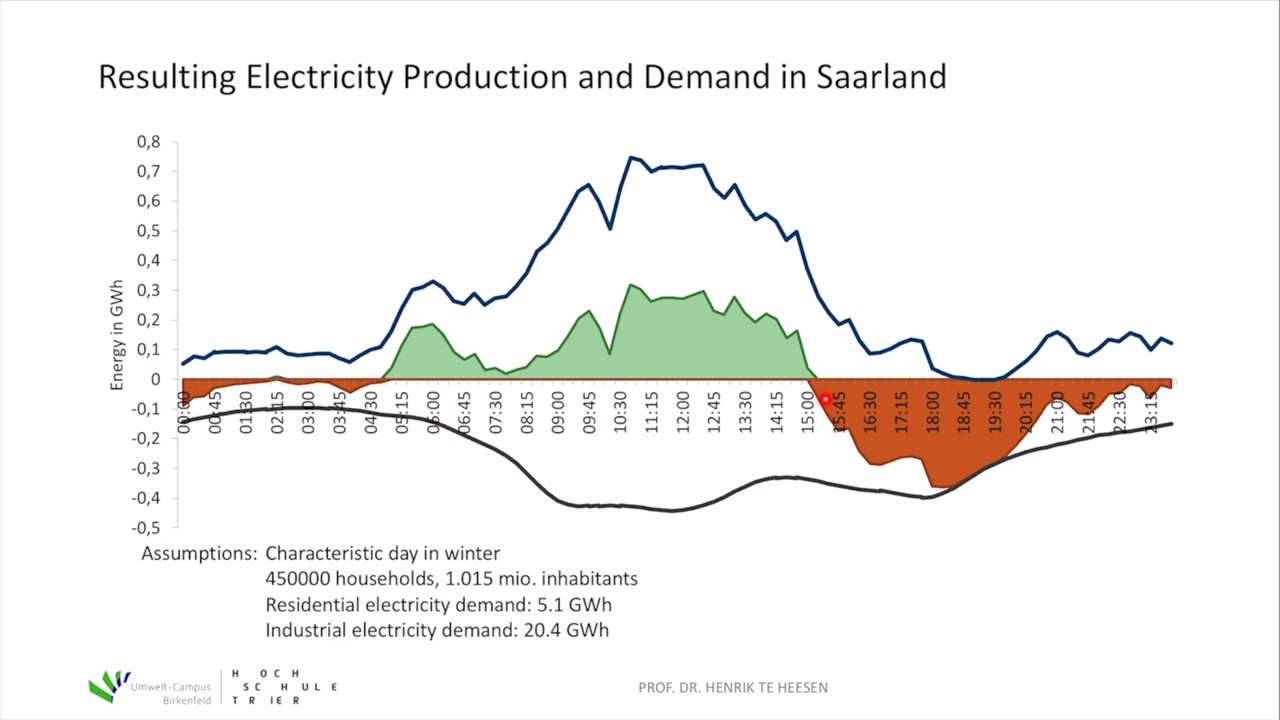 Resulting Electricity Production and Demand in Saarland
Energy in GWh
0,8
0,7
0,6
0,5
0,4
0,3
0,2
0,1
0
-0,1
-0,2
-0,3
-0,4
-0,5
00:00 00:45 01:30 02:15 03:00 03:45 04:30 05:15 06:00 06:45 07:30 08:15 09:00 09:45 10:30 11:15 12:00 12:45 13:30 14:15 15:00 15:45 16:30 17:15 18:00 18:45 19:30 20:15 21:00 21:45 22:30 23:15
Assumptions: Characteristic day in winter
450000 households, 1.015 mio. inhabitants
Residential electricity demand: 5.1 GWh
Industrial electricity demand: 20.4 GWh
Umwelt-Campus
Birkenfeld
HOCH
SCHULE
TRIER
PROF. DR. HENRIK TE HEESEN